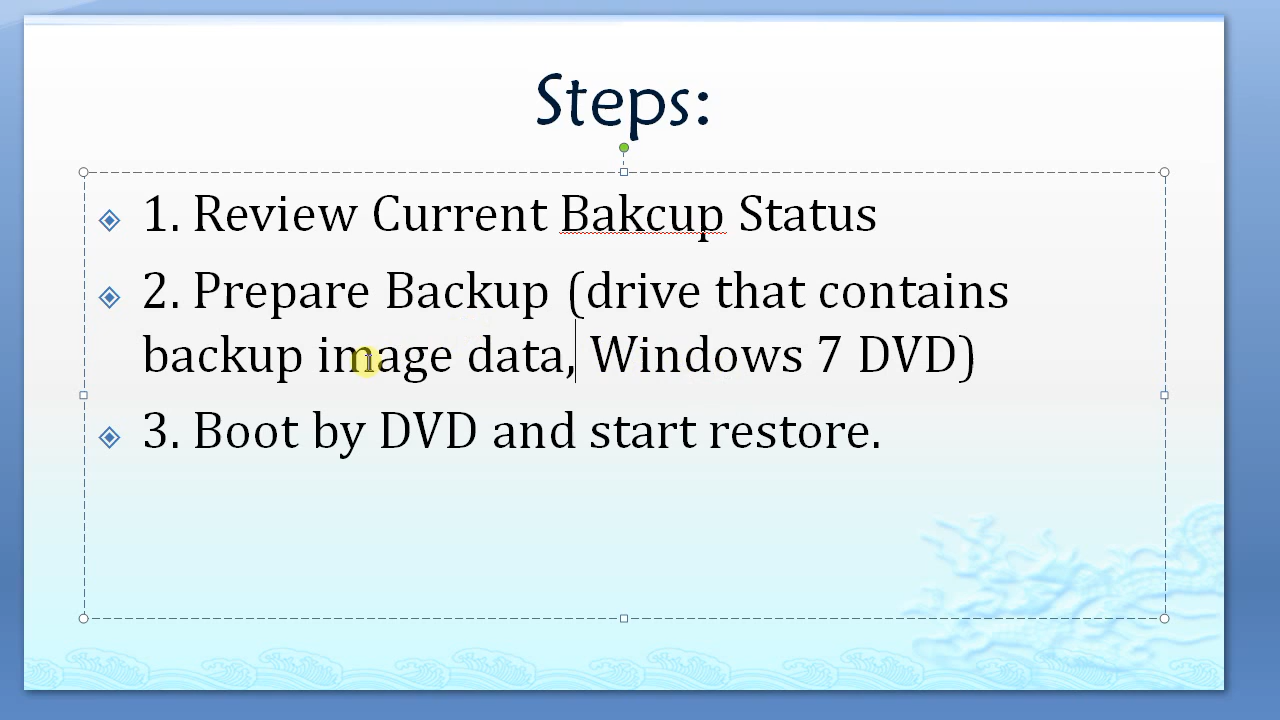 Steps:
1. Review Current Bakcup Status
2. Prepare Backup (drive that contains
backup image data, Windows 7 DVD)
3. Boot by DVD and start restore.